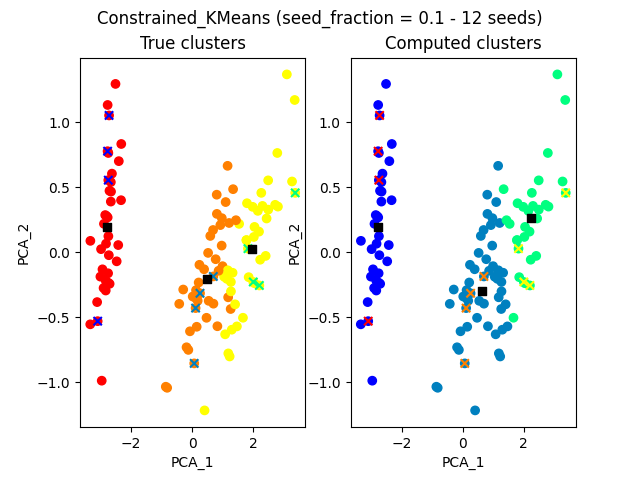 Constrained_KMeans (seed_fraction = 0.1 - 12 seeds)
True clusters
Computed clusters
PCA_2
1.0
0.5
0.0
−0.5
−1.0
−2
0
2
PCA_1
PCA_2
1.0
0.5
0.0
−0.5
−1.0
−2
0
2
PCA_1